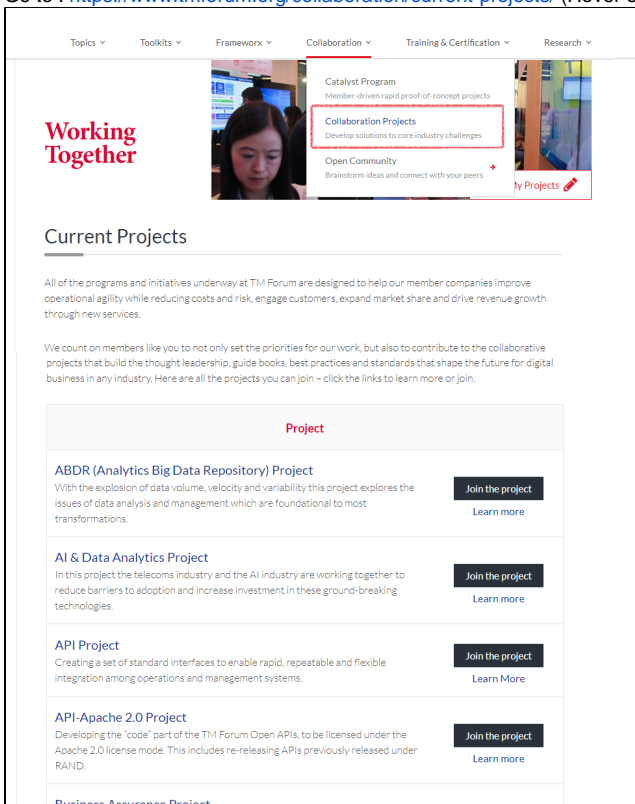 Go to : https://www.tmforum.org/collaboration/current-projects/ (Hover o
Topics Toolkits Frameworx Collaboration Training & Certification Research
Catalyst Program
Member-driven rapid proof-of-concept projects
Collaboration Projects
Develop solutions to core industry challenges
Open Community
Brainstorm ideas and connect with your peers
Working
Together
My Projects
Current Projects
All of the programs and initiatives underway at TM Forum are designed to help our member companies improve
operational agility while reducing costs and risk, engage customers, expand market share and drive revenue growth
through new services.
We count on members like you to not only set the priorities for our work, but also to contribute to the collaborative
projects that build the thought leadership, guide books, best practices and standards that shape the future for digital
business in any industry. Here are all the projects you can join – click the links to learn more or join.
Project
ABDR (Analytics Big Data Repository) Project
With the explosion of data volume, velocity and variability this project explores the
issues of data analysis and management which are foundational to most
transformations.
Join the project
Learn more
AI & Data Analytics Project
In this project the telecoms industry and the AI industry are working together to
reduce barriers to adoption and increase investment in these ground-breaking
technologies.
Join the project
Learn more
API Project
Creating a set of standard interfaces to enable rapid, repeatable and flexible
integration among operations and management systems.
Join the project
Learn More
API-Apache 2.0 Project
Developing the "code" part of the TM Forum Open APIs, to be licensed under the
Apache 2.0 license mode. This includes re-releasing APIs previously released under
RAND.
Join the project
Learn more
Business Assurance Project